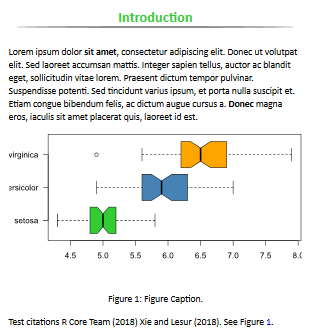 Introduction
Lorem ipsum dolor sit amet, consectetur adipiscing elit. Donec ut volutpat
elit. Sed laoreet accumsan mattis. Integer sapien tellus, auctor ac blandit
eget, sollicitudin vitae lorem. Praesent dictum tempor pulvinar.
Suspendisse potenti. Sed tincidunt varius ipsum, et porta nulla suscipit et.
Etiam congue bibendum felis, ac dictum augue cursus a. Donec magna
eros, iaculis sit amet placerat quis, laoreet id est.
virginica
ersicolor
setosa
4.5 5.0 5.5 6.0 6.5 7.0 7.5 8.0
Figure 1: Figure Caption.
Test citations R Core Team (2018) Xie and Lesur (2018). See Figure 1.